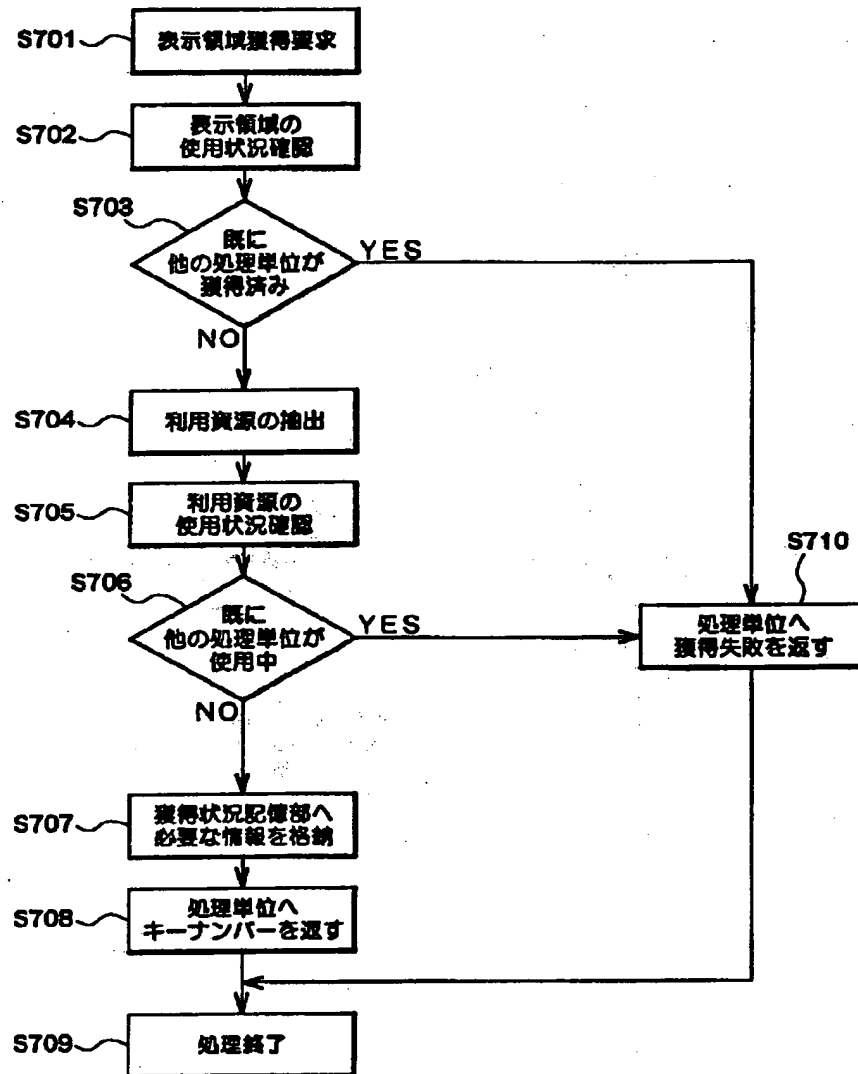 S701
表示領域獲得要求
S702
表示領域の
使用状況確認
S703
既に
他の処理単位が
獲得済み
YES
NO
S704
利用資源の抽出
S705
利用資源の
使用状況確認
S706
既に
他の処理単位が
使用中
YES
NO
S710
処理単位へ
獲得失敗を返す
S707
獲得状況記憶部へ
必要な情報を格納
S708
処理単位へ
キーナンバーを返す
S709
処理終了